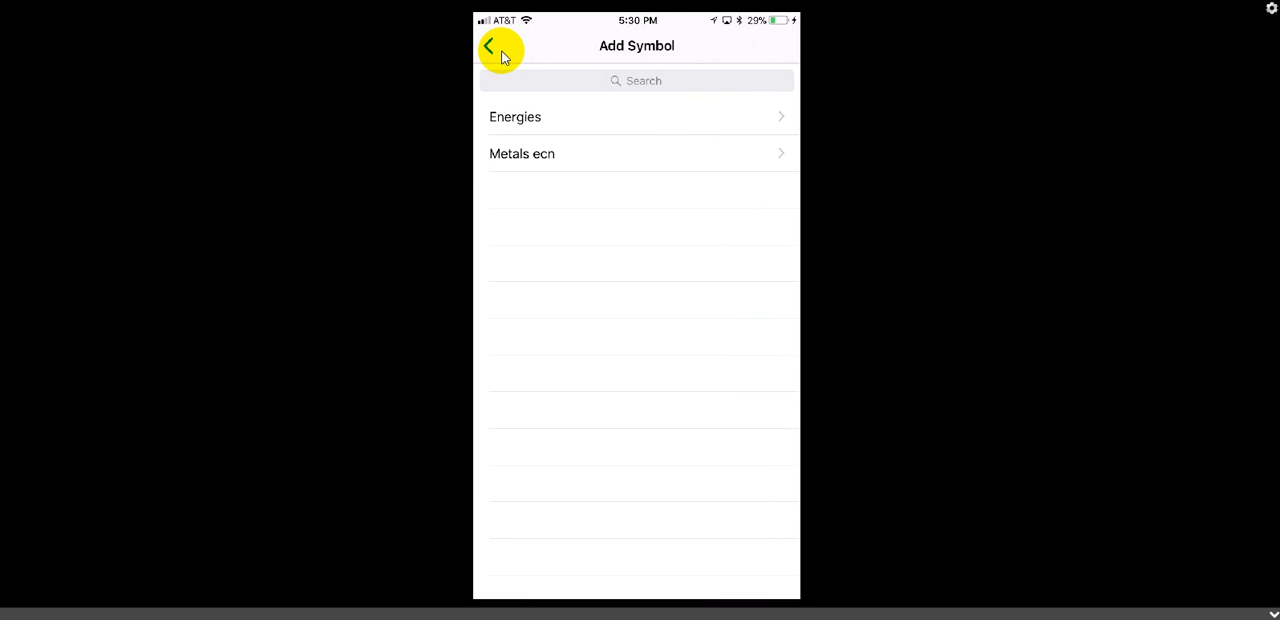 AT&T 5:30 PM 29%
Add Symbol
Search
Energies
Metals ecn